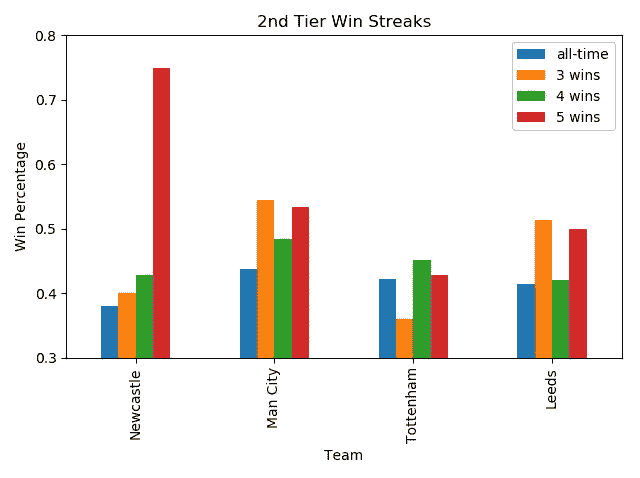 2nd Tier Win Streaks
all-time
3 wins
4 wins
5 wins
Win Percentage
0.8
0.7
0.6
0.5
0.4
0.3
Newcastle
Man City
Tottenham
Leeds
Team